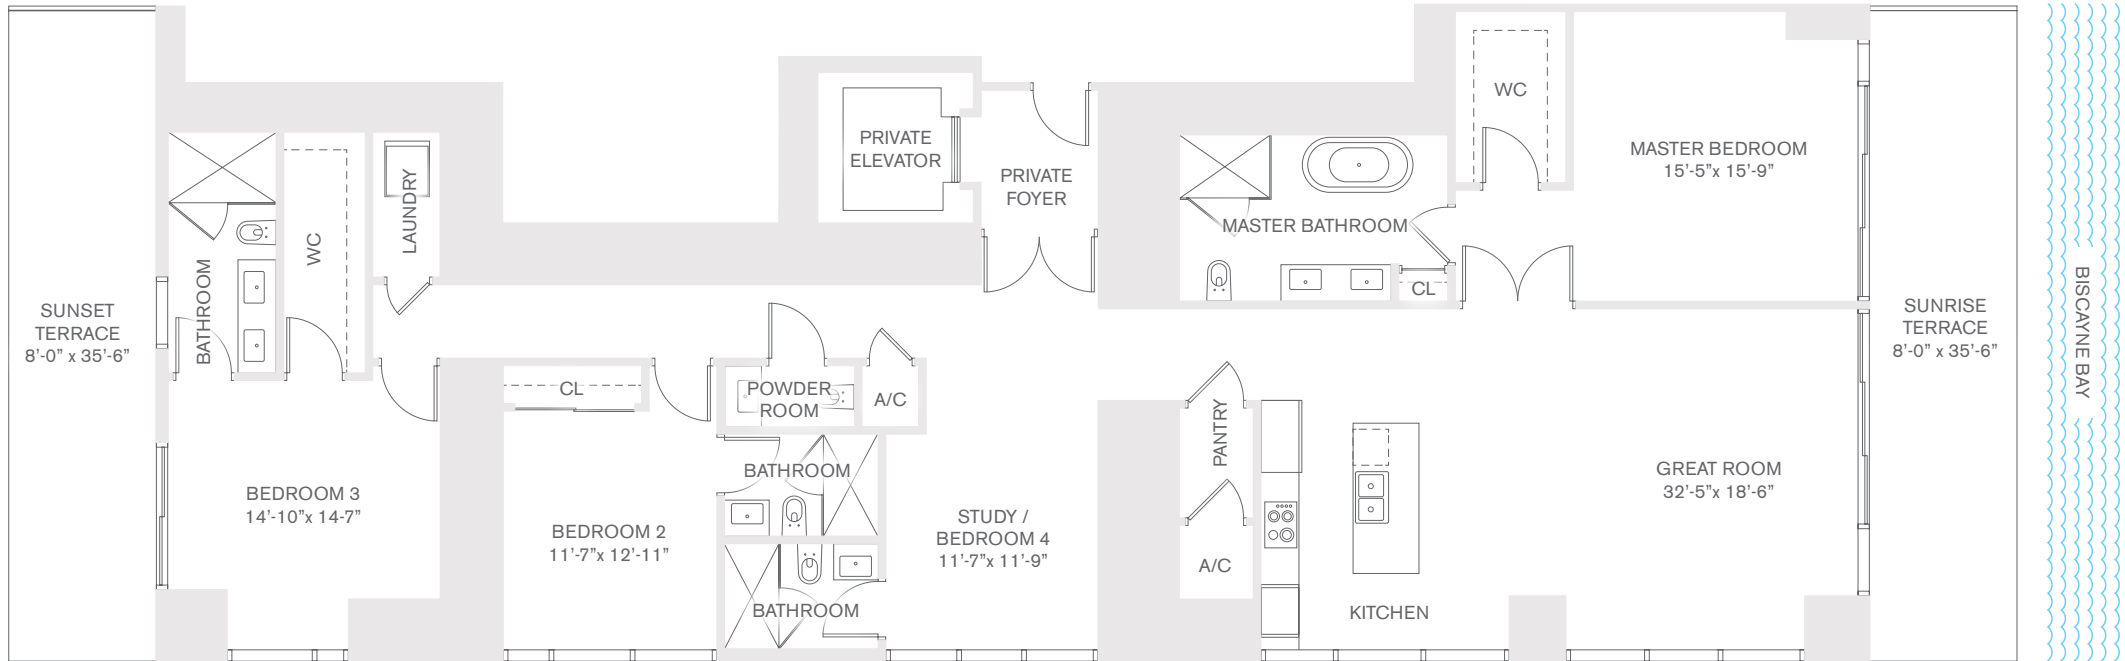 SUNSET
TERRACE
8’-0” x 35’-6”
BATHROOM
WC
LAUNDRY
BEDROOM 3
14’-10”x 14-7”
CL
BEDROOM 2
11’-7”x 12’-11”
POWDER
ROOM
A/C
BATHROOM
BATHROOM
PRIVATE
ELEVATOR
PRIVATE
FOYER
STUDY /
BEDROOM 4
11’-7”x 11’-9”
MASTER BATHROOM
CL
WC
MASTER BEDROOM
15’-5”x 15’-9”
PANTRY
A/C
KITCHEN
GREAT ROOM
32’-5”x 18’-6”
SUNRISE
TERRACE
8’-0” x 35’-6”
BISCAYNE BAY